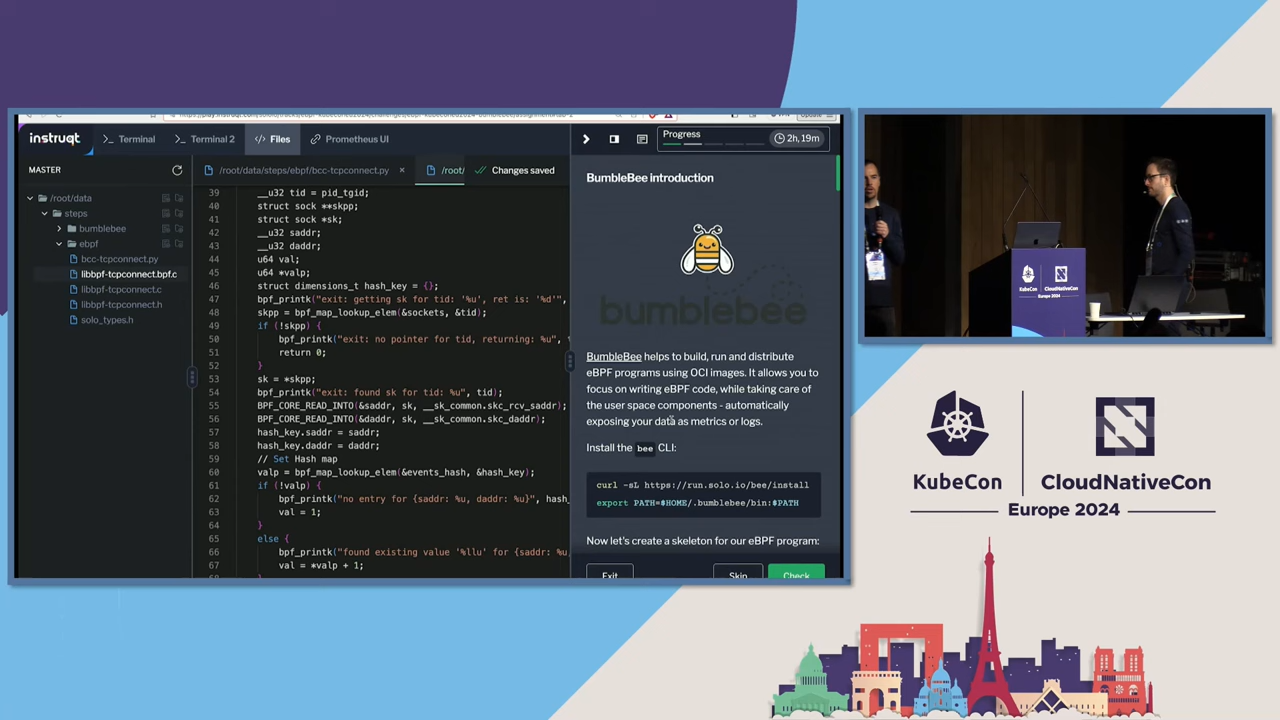 instruqt
Terminal
Terminal 2
Files
Prometheus UI
Progress
2h, 19m
MASTER
/root/data/steps/ebpf/bcc-tcpconnect.py
/root/
Changes saved
/root/data
steps
bumblebee
ebpf
bcc-tcpconnect.py
libbpf-tcpconnect.bpf.c
libbpf-tcpconnect.c
libbpf-tcpconnect.h
solo_types.h
39 __u32 tid = pid_tgid;
40 struct sock **skpp;
41 struct sock *sk;
42 __u32 saddr;
43 __u32 daddr;
44 u64 val;
45 u64 *valp;
46 struct dimensions_t hash_key = {};
47 bpf_printk("exit: getting sk for tid: '%u', ret is: '%d'",
48 skpp = bpf_map_lookup_elem(&sockets, &tid);
49 if (!skpp) {
50 bpf_printk("exit: no pointer for tid, returning: %u",
51 return 0;
52 }
53 sk = *skpp;
54 bpf_printk("exit: found sk for tid: %u", tid);
55 BPF_CORE_READ_INTO(&saddr, sk, __sk_common.skc_rcv_saddr);
56 BPF_CORE_READ_INTO(&daddr, sk, __sk_common.skc_daddr);
57 hash_key.saddr = saddr;
58 hash_key.daddr = daddr;
59 // Set Hash map
60 valp = bpf_map_lookup_elem(&events_hash, &hash_key);
61 if (!valp) {
62 bpf_printk("no entry for {saddr: %u, daddr: %u}", hash_
63 val = 1;
64 }
65 else {
66 bpf_printk("found existing value '%llu' for {saddr: %u,
67 val = *valp + 1;
BumbleBee introduction
bumblebee
BumbleBee helps to build, run and distribute
eBPF programs using OCI images. It allows you to
focus on writing eBPF code, while taking care of
the user space components - automatically
exposing your data as metrics or logs.
Install the bee CLI:
curl -sL https://run.solo.io/bee/install
export PATH=$HOME/.bumblebee/bin:$PATH
Now let's create a skeleton for our eBPF program:
Exit
Skip
Check
KubeCon
CloudNativeCon
Europe 2024
KubeCon
CloudNativeCon
Europe 2024